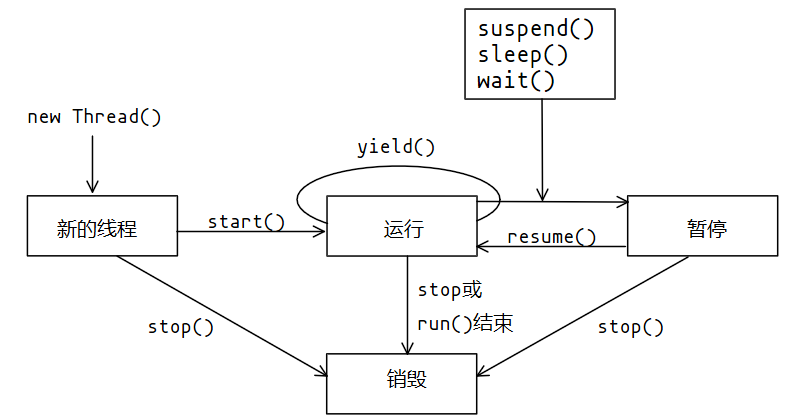 suspend()
sleep()
wait()
new Thread()
yield()
新的线程
start()
运行
resume()
暂停
stop或
run()结束
stop()
stop()
销毁